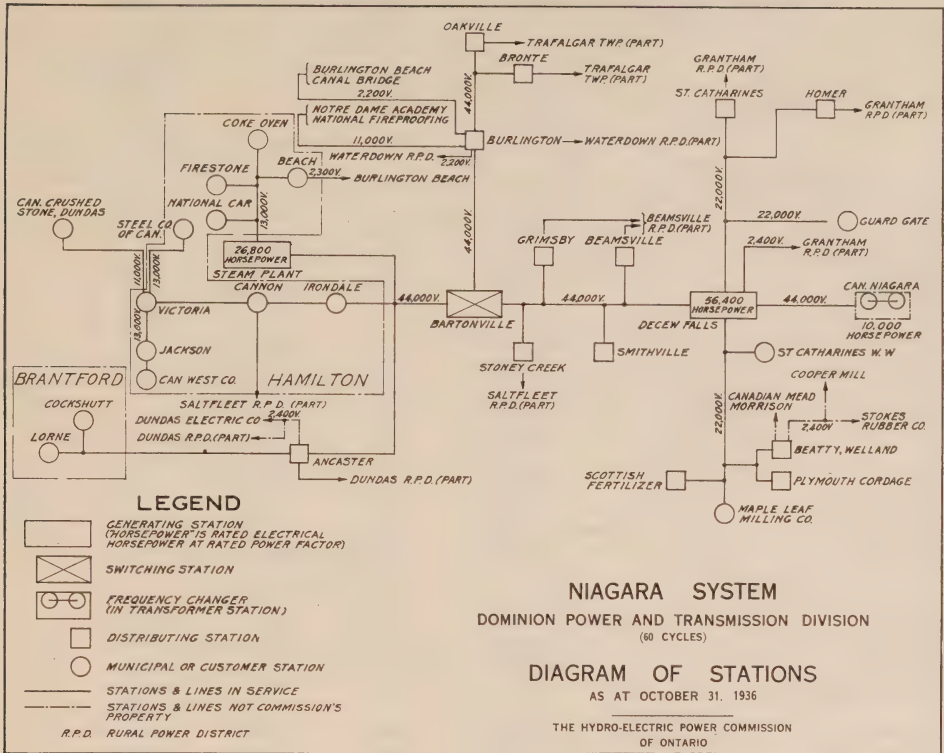 OAKVILLE
TRAFALGAR TWP. (PART)
BRONTE
TRAFALGAR
TWP. (PART)
BURLINGTON BEACH
CANAL BRIDGE
2,200V.
44,000V.
NOTRE DAME ACADEMY
NATIONAL FIREPROOFING
11,000V.
BURLINGTON
WATERDOWN R.P.D. (PART)
WATERDOWN R.P.D.
2,200V.
GRANTHAM
R.P.D (PART)
ST. CATHARINES
HOMER
GRANTHAM
R.P.D (PART)
COKE OVEN
FIRESTONE
BEACH
2,300V.
BURLINGTON BEACH
NATIONAL CAR
13,000V.
CAN. CRUSHED
STONE, DUNDAS
STEEL CO.
OF CAN.
11,000V.
13,000V.
26,800
HORSEPOWER
STEAM PLANT
44,000V.
22,000V.
22,000V.
GUARD GATE
GRIMSBY
BEAMSVILLE
BEAMSVILLE
R.P.D. (PART)
2,400V.
GRANTHAM
R.P.D (PART)
VICTORIA
CANNON
IRONDALE
44,000V.
BARTONVILLE
44,000V.
56,400
HORSEPOWER
DECEW FALLS
44,000V.
CAN. NIAGARA
10,000
HORSEPOWER
13,000V.
JACKSON
CAN WEST CO.
HAMILTON
STONEY CREEK
SALTFLEET
R.P.D. (PART)
SMITHVILLE
ST CATHARINES W.W
COOPER MILL
CANADIAN MEAD
MORRISON
22,000V.
2,400V
STOKES
RUBBER CO.
BEATTY, WELLAND
PLYMOUTH CORDAGE
SCOTTISH
FERTILIZER
MAPLE LEAF
MILLING CO.
BRANTFORD
COCKSHUTT
LORNE
SALTFLEET R.P.D. (PART)
DUNDAS ELECTRIC CO
2,400V.
DUNDAS R.P.D. (PART)
ANCASTER
DUNDAS R.P.D. (PART)
LEGEND
GENERATING STATION
("HORSEPOWER" IS RATED ELECTRICAL
HORSEPOWER AT RATED POWER FACTOR)
SWITCHING STATION
FREQUENCY CHANGER
(IN TRANSFORMER STATION)
DISTRIBUTING STATION
MUNICIPAL OR CUSTOMER STATION
STATIONS & LINES IN SERVICE
STATIONS & LINES NOT COMMISSION'S
PROPERTY
R.P.D. RURAL POWER DISTRICT
NIAGARA SYSTEM
DOMINION POWER AND TRANSMISSION DIVISION
(60 CYCLES)
DIAGRAM OF STATIONS
AS AT OCTOBER 31. 1936
THE HYDRO-ELECTRIC POWER COMMISSION
OF ONTARIO